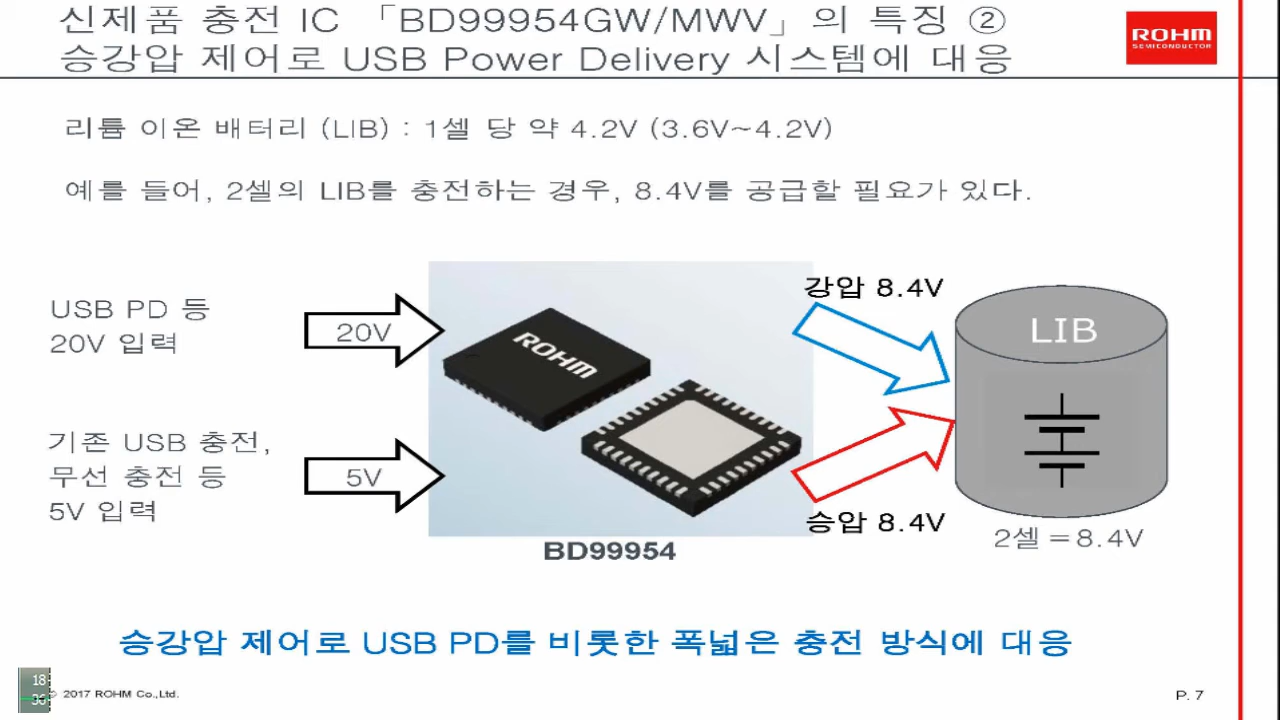 신제품 충전 IC 「BD99954GW/MWV」의 특징 ②
승강압 제어로 USB Power Delivery 시스템에 대응
ROHM
SEMICONDUCTOR
리튬 이온 배터리 (LIB) : 1셀 당 약 4.2V (3.6V~4.2V)
예를 들어, 2셀의 LIB를 충전하는 경우, 8.4V를 공급할 필요가 있다.
USB PD 등
20V 입력
20V
ROHM
강압 8.4V
LIB
기존 USB 충전,
무선 충전 등
5V 입력
5V
승압 8.4V
2셀 = 8.4V
BD99954
승강압 제어로 USB PD를 비롯한 폭넓은 충전 방식에 대응
18
36
© 2017 ROHM Co.,Ltd.
P. 7